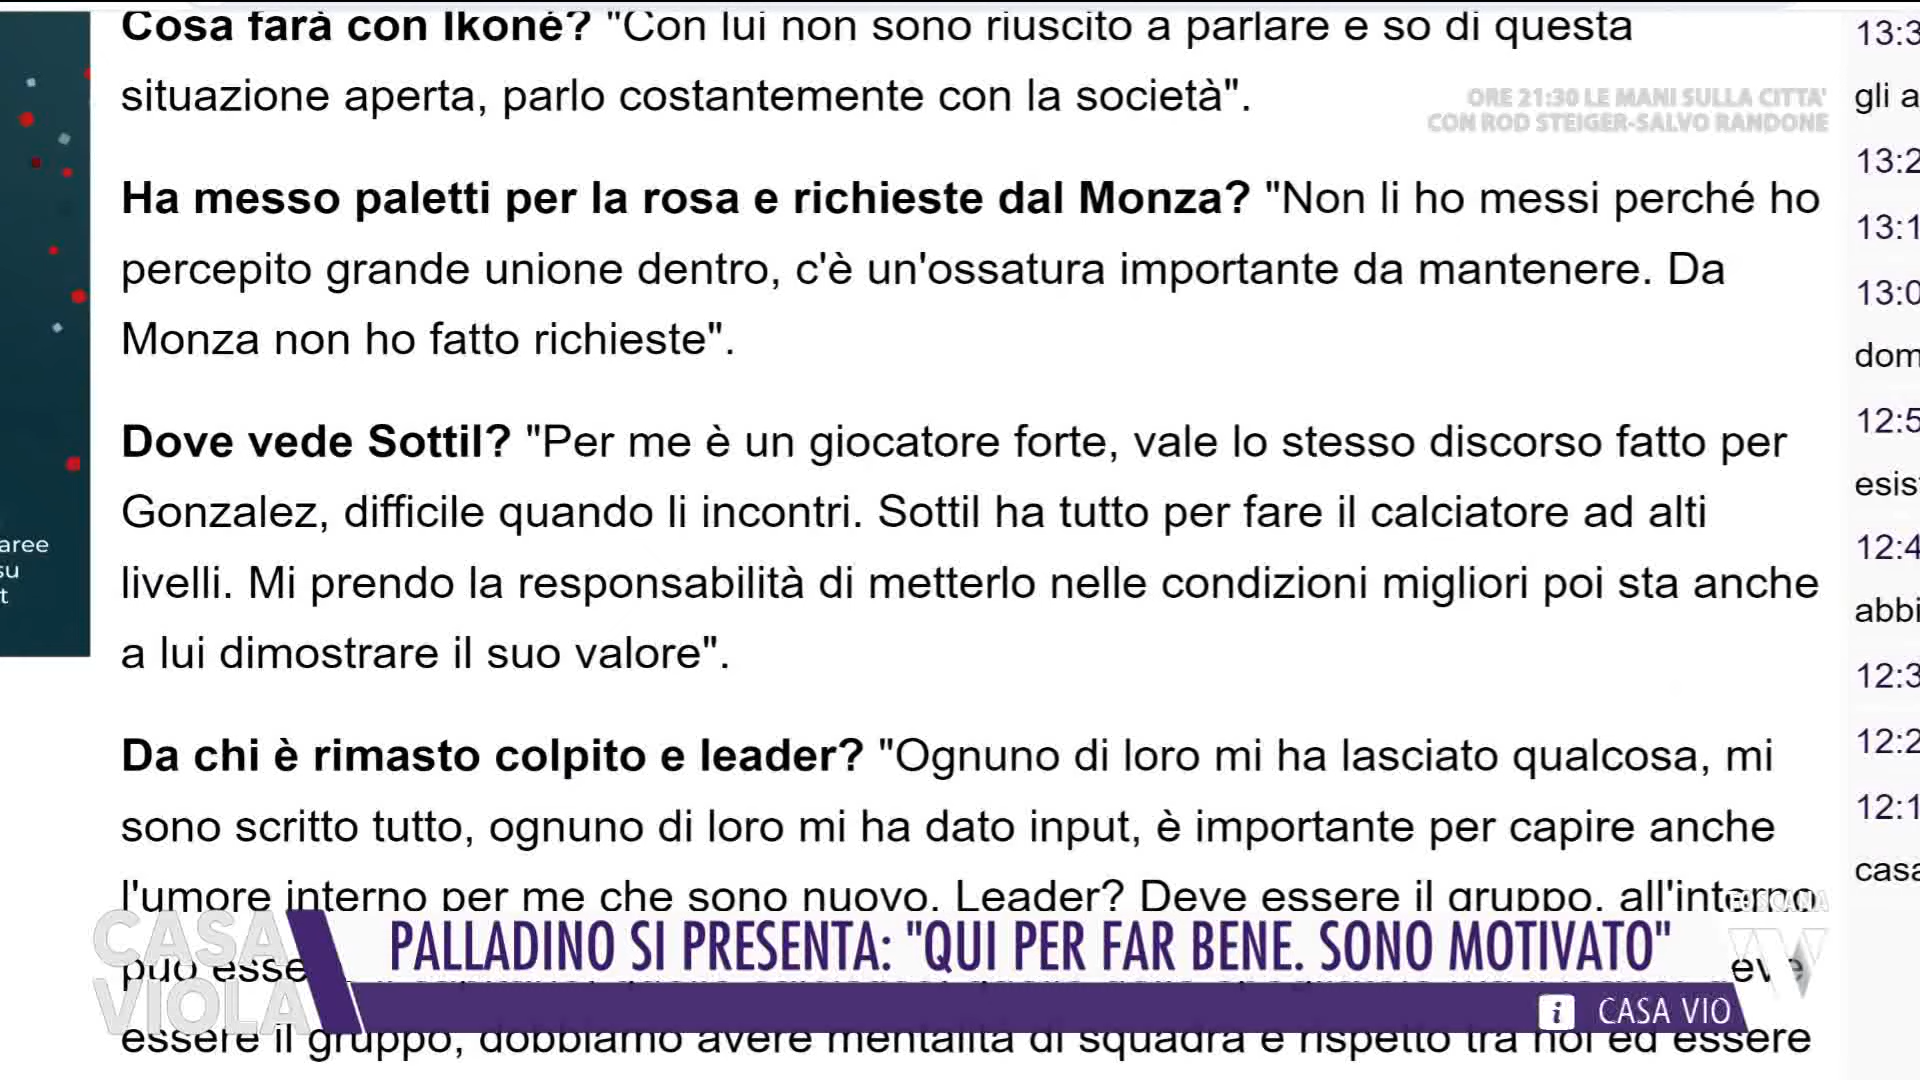 Cosa farà con Ikoné? "Con lui non sono riuscito a parlare e so di questa
situazione aperta, parlo costantemente con la società".
ORE 21:30 LE MANI SULLA CITTA'
CON ROD STEIGER-SALVO RANDONE
Ha messo paletti per la rosa e richieste dal Monza? "Non li ho messi perché ho
percepito grande unione dentro, c'è un'ossatura importante da mantenere. Da
Monza non ho fatto richieste".
Dove vede Sottil? "Per me è un giocatore forte, vale lo stesso discorso fatto per
Gonzalez, difficile quando li incontri. Sottil ha tutto per fare il calciatore ad alti
livelli. Mi prendo la responsabilità di metterlo nelle condizioni migliori poi sta anche
a lui dimostrare il suo valore".
Da chi è rimasto colpito e leader? "Ognuno di loro mi ha lasciato qualcosa, mi
sono scritto tutto, ognuno di loro mi ha dato input, è importante per capire anche
l'umore interno per me che sono nuovo. Leader? Deve essere il gruppo, all'interno
può esse
essere il gruppo, dobbiamo avere mentalità di squadra e rispetto tra noi ed essere
aree
su
t
13:3
gli a
13:2
13:1
13:0
dom
12:5
esis
12:4
abbi
12:3
12:2
12:1
casa
TOSCANA
CASA
VIOLA
PALLADINO SI PRESENTA: "QUI PER FAR BENE. SONO MOTIVATO"
i CASA VIO